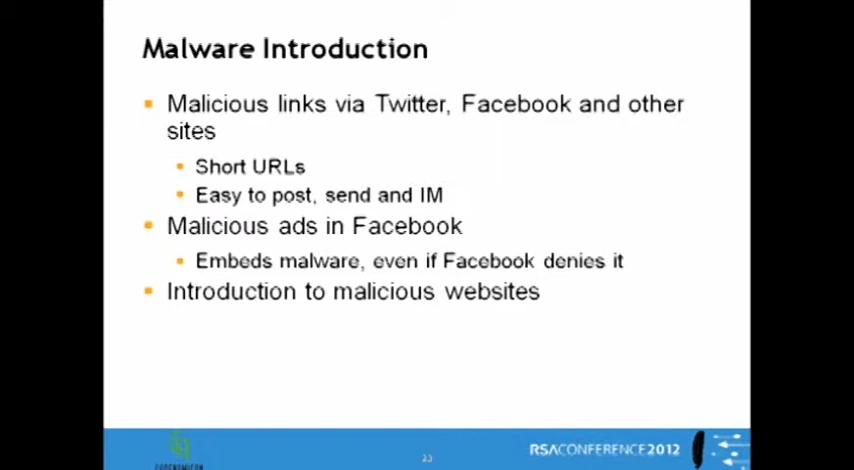 Malware Introduction
Malicious links via Twitter, Facebook and other
sites
Short URLs
Easy to post, send and IM
Malicious ads in Facebook
Embeds malware, even if Facebook denies it
Introduction to malicious websites
23
RSACONFERENCE2012